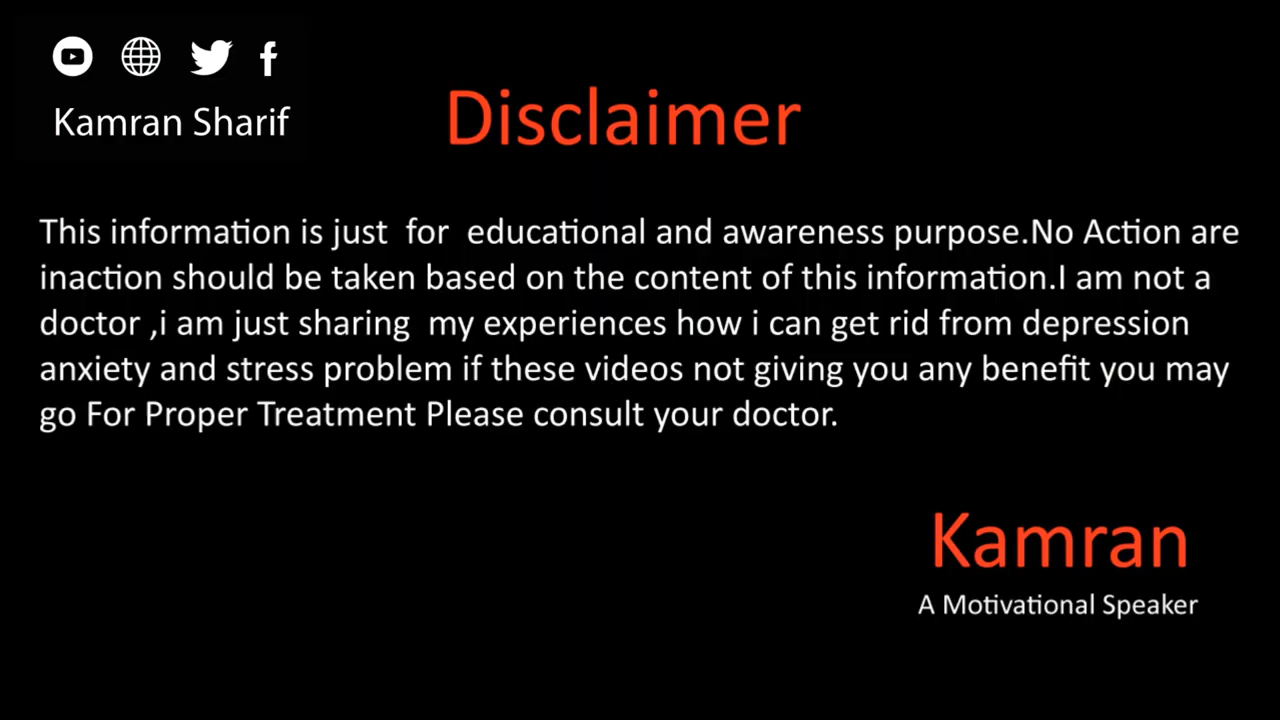 Kamran Sharif
Disclaimer
This information is just  for  educational and awareness purpose.No Action are
inaction should be taken based on the content of this information.I am not a
doctor ,i am just sharing  my experiences how i can get rid from depression
anxiety and stress problem if these videos not giving you any benefit you may
go For Proper Treatment Please consult your doctor.
Kamran
A Motivational Speaker